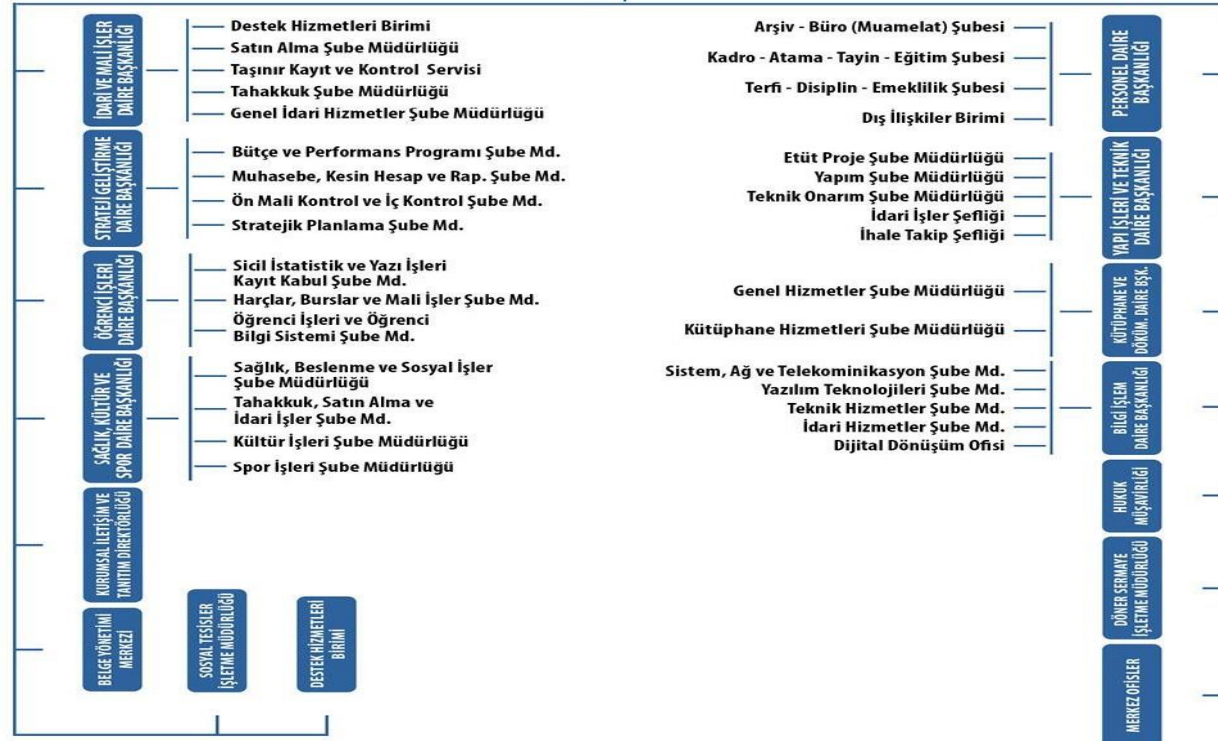 İDARİ VE MALİ İŞLER
DAİRE BAŞKANLIĞI
Destek Hizmetleri Birimi
Satın Alma Şube Müdürlüğü
Taşınır Kayıt ve Kontrol Servisi
Tahakkuk Şube Müdürlüğü
Genel İdari Hizmetler Şube Müdürlüğü
STRATEJİ GELİŞTİRME
DAİRE BAŞKANLIĞI
Bütçe ve Performans Programı Şube Md.
Muhasebe, Kesin Hesap ve Rap. Şube Md.
Ön Mali Kontrol ve İç Kontrol Şube Md.
Stratejik Planlama Şube Md.
ÖĞRENCİ İŞLERİ
DAİRE BAŞKANLIĞI
Sicil İstatistik ve Yazı İşleri
Kayıt Kabul Şube Md.
Harçlar, Burslar ve Mali İşler Şube Md.
Öğrenci İşleri ve Öğrenci
Bilgi Sistemi Şube Md.
SAĞLIK, KÜLTÜR VE
SPOR DAİRE BAŞKANLIĞI
Sağlık, Beslenme ve Sosyal İşler
Şube Müdürlüğü
Tahakkuk, Satın Alma ve
İdari İşler Şube Md.
Kültür İşleri Şube Müdürlüğü
Spor İşleri Şube Müdürlüğü
KURUMSAL İLETİŞİM VE
TANITIM DİREKTÖRLÜĞÜ
BELGE YÖNETİMİ
MERKEZİ
SOSYAL TESİSLER
İŞLETME MÜDÜRLÜĞÜ
DESTEK HİZMETLERİ
BİRİMİ
Arşiv - Büro (Muamelat) Şubesi
Kadro - Atama - Tayin - Eğitim Şubesi
Terfi - Disiplin - Emeklilik Şubesi
Dış İlişkiler Birimi
PERSONEL DAİRE
BAŞKANLIĞI
Etüt Proje Şube Müdürlüğü
Yapım Şube Müdürlüğü
Teknik Onarım Şube Müdürlüğü
İdari İşler Şefliği
İhale Takip Şefliği
YAPI İŞLERİ VE TEKNİK
DAİRE BAŞKANLIĞI
Genel Hizmetler Şube Müdürlüğü
Kütüphane Hizmetleri Şube Müdürlüğü
KÜTÜPHANE VE
DÖKÜM. DAİRE BŞK.
Sistem, Ağ ve Telekominikasyon Şube Md.
Yazılım Teknolojileri Şube Md.
Teknik Hizmetler Şube Md.
İdari Hizmetler Şube Md.
Dijital Dönüşüm Ofisi
BİLGİ İŞLEM
DAİRE BAŞKANLIĞI
HUKUK
MÜŞAVİRLİĞİ
DÖNER SERMAYE
İŞLETME MÜDÜRLÜĞÜ
MERKEZ OFİSLER